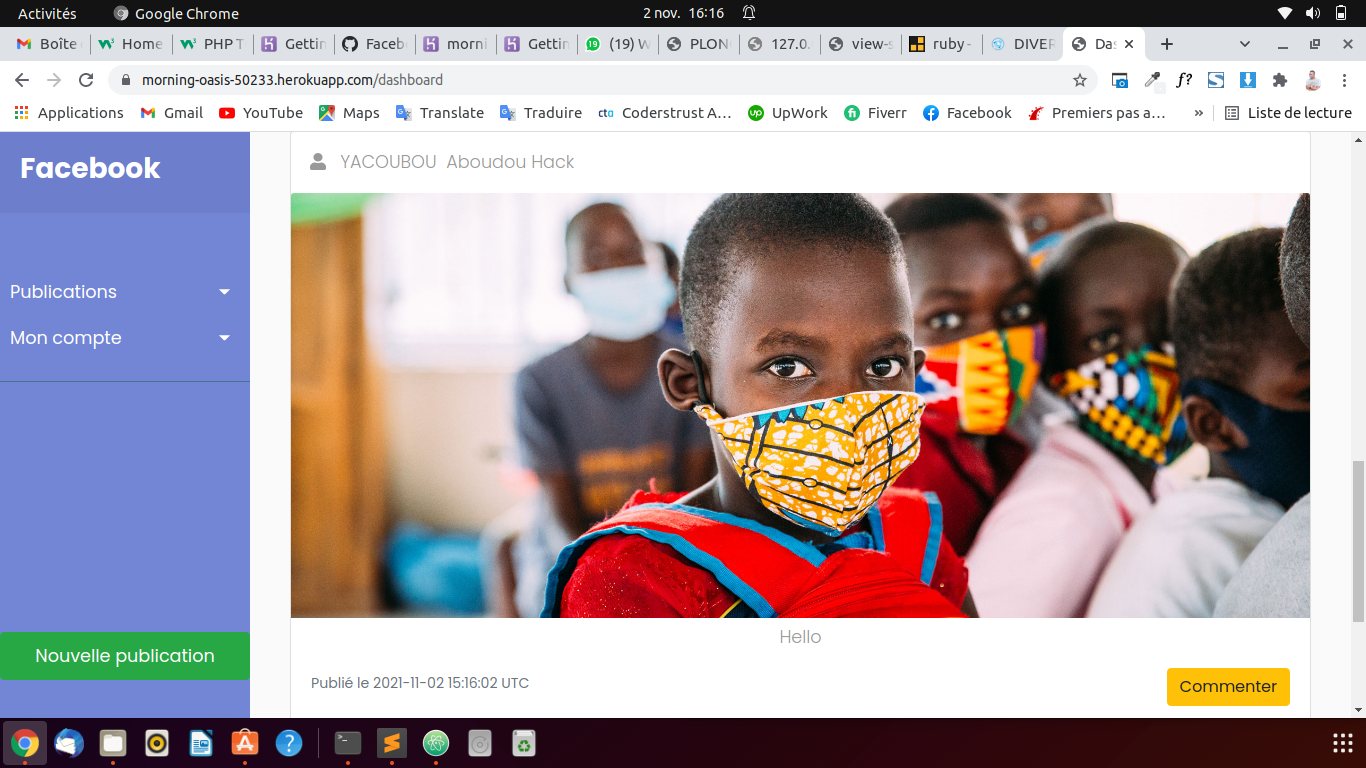 Activités Google Chrome 2 nov. 16:16
Boîte Home PHP T Gettin Faceb morni Gettin (19) W PLON 127.0. view-s ruby - DIVER Das
morning-oasis-50233.herokuapp.com/dashboard f?
Applications Gmail YouTube Maps Translate Traduire cta Coderstrust A... up UpWork fi Fiverr Facebook Premiers pas a... » Liste de lecture
Facebook
YACOUBOU Aboudou Hack
Publications
Mon compte
Hello
Nouvelle publication
Publié le 2021-11-02 15:16:02 UTC
Commenter